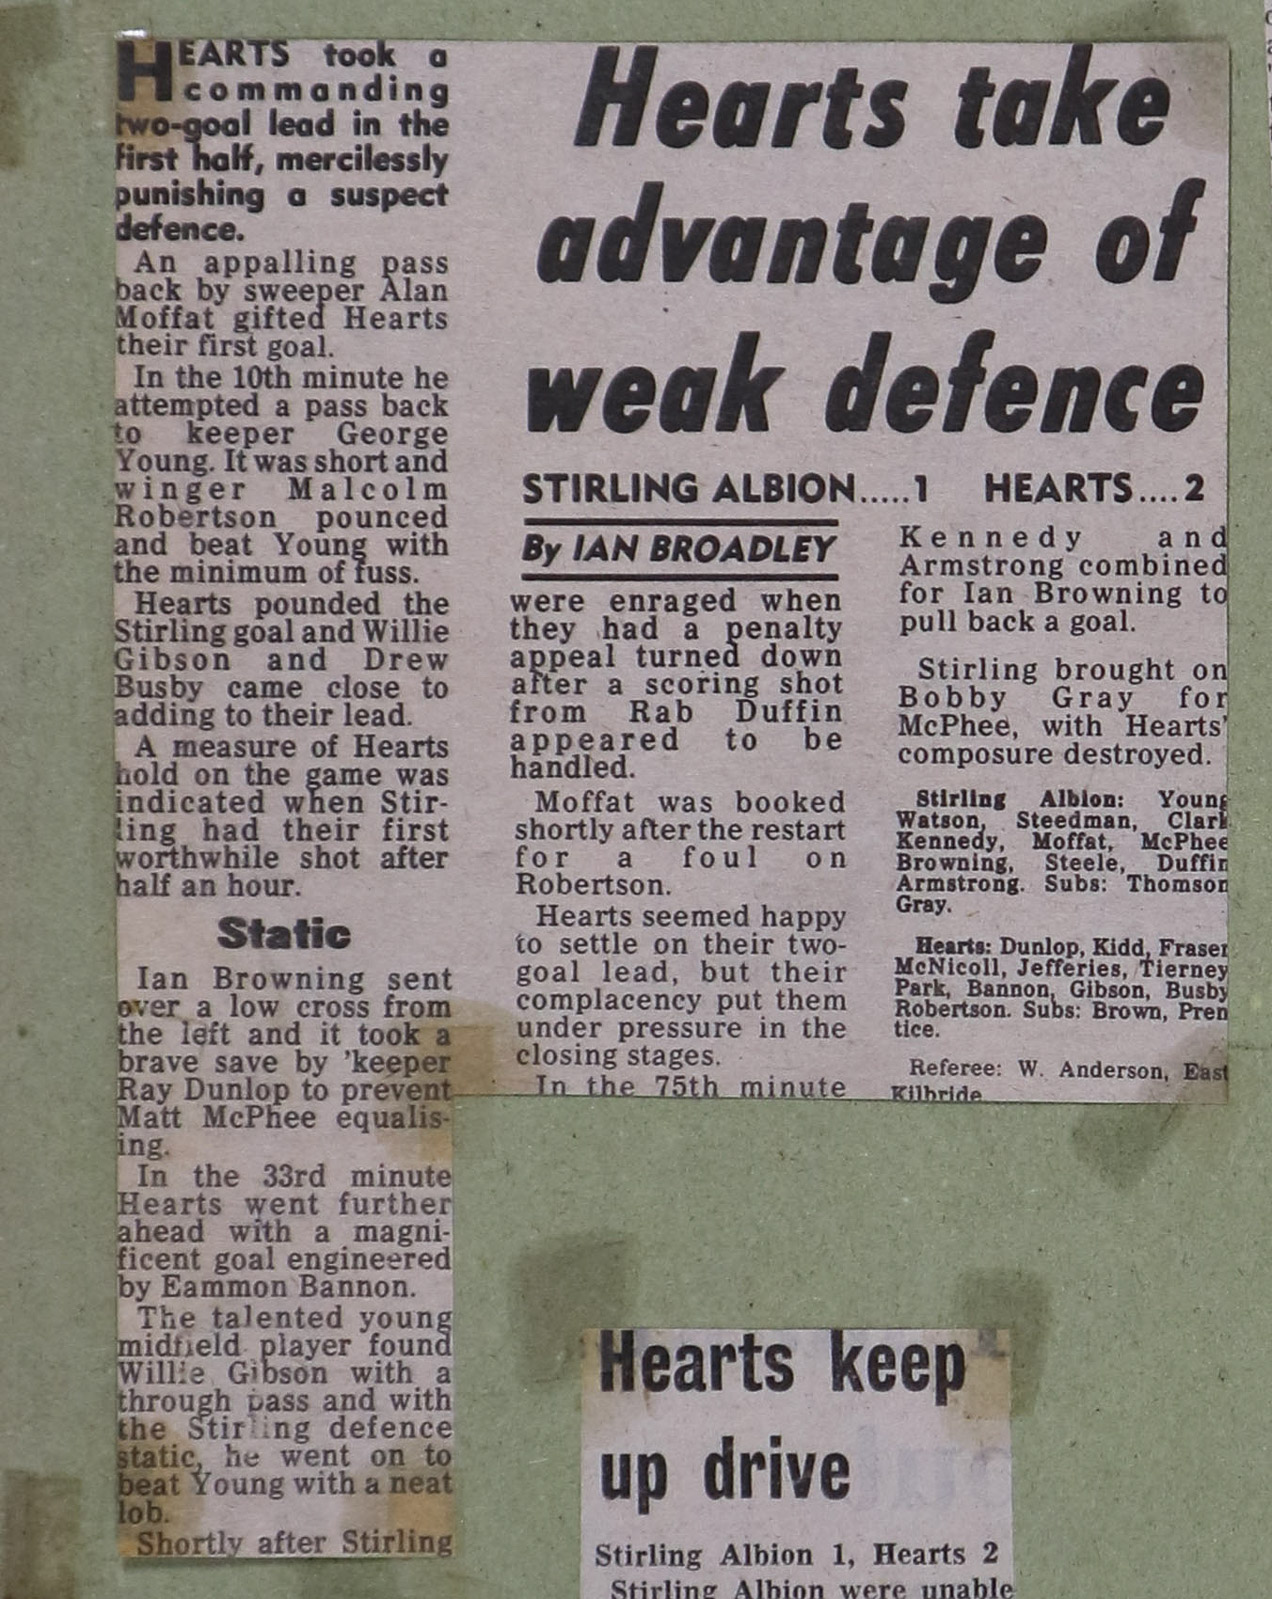 Hearts take
advantage of
weak defence
STIRLING ALBION.....1 HEARTS....2
By IAN BROADLEY
HEARTS took a
commanding
two-goal lead in the
first half, mercilessly
punishing a suspect
defence.
An appalling pass
back by sweeper Alan
Moffat gifted Hearts
their first goal.
In the 10th minute he
attempted a pass back
to keeper George
Young. It was short and
winger Malcolm
Robertson pounced
and beat Young with
the minimum of fuss.
Hearts pounded the
Stirling goal and Willie
Gibson and Drew
Busby came close to
adding to their lead.
A measure of Hearts
hold on the game was
indicated when Stir-
ling had their first
worthwhile shot after
half an hour.
Static
Ian Browning sent
over a low cross from
the left and it took a
brave save by 'keeper
Ray Dunlop to prevent
Matt McPhee equalis-
ing.
In the 33rd minute
Hearts went further
ahead with a magni-
ficent goal engineered
by Eammon Bannon.
The talented young
midfield player found
Willie Gibson with a
through pass and with
the Stirling defence
static, he went on to
beat Young with a neat
lob.
Shortly after Stirling
were enraged when
they had a penalty
appeal turned down
after a scoring shot
from Rab Duffin
appeared to be
handled.
Moffat was booked
shortly after the restart
for a foul on
Robertson.
Hearts seemed happy
to settle on their two-
goal lead, but their
complacency put them
under pressure in the
closing stages.
In the 75th minute
Kennedy and
Armstrong combined
for Ian Browning to
pull back a goal.
Stirling brought on
Bobby Gray for
McPhee, with Hearts'
composure destroyed.
Stirling Albion: Young
Watson, Steedman, Clark
Kennedy, Moffat, McPhee
Browning, Steele, Duffin
Armstrong. Subs: Thomson
Gray.
Hearts: Dunlop, Kidd, Fraser
McNicoll, Jefferies, Tierney
Park, Bannon, Gibson, Busby
Robertson. Subs: Brown, Pren
tice.
Referee: W. Anderson, East
Kilbride
Hearts keep
up drive
Stirling Albion 1, Hearts 2
Stirling Albion were unable